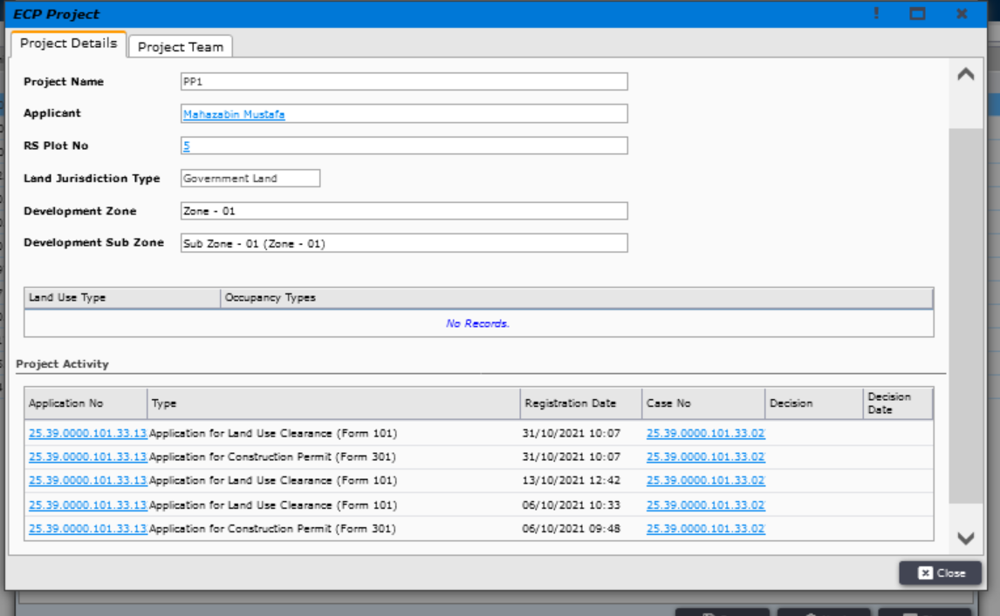 ECP Project
Project Details Project Team
Project Name PP1
Applicant Mahazabin Mustafa
RS Plot No 5
Land Jurisdiction Type Government Land
Development Zone Zone - 01
Development Sub Zone Sub Zone - 01 (Zone - 01)
Land Use Type Occupancy Types
No Records.
Project Activity
Application No Type Registration Date Case No Decision Decision Date
25.39.0000.101.33.13 Application for Land Use Clearance (Form 101) 31/10/2021 10:07 25.39.0000.101.33.02
25.39.0000.101.33.13 Application for Construction Permit (Form 301) 31/10/2021 10:07 25.39.0000.101.33.02
25.39.0000.101.33.13 Application for Land Use Clearance (Form 101) 13/10/2021 12:42 25.39.0000.101.33.02
25.39.0000.101.33.13 Application for Land Use Clearance (Form 101) 06/10/2021 10:33 25.39.0000.101.33.02
25.39.0000.101.33.13 Application for Construction Permit (Form 301) 06/10/2021 09:48 25.39.0000.101.33.02
Close